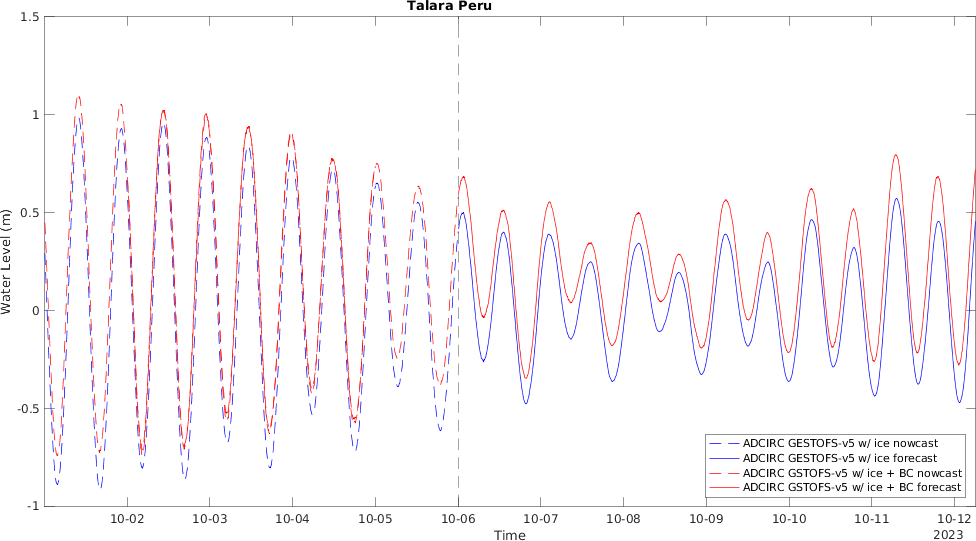 Talara Peru
1.5
1
0.5
0
-0.5
-1
Water Level (m)
10-02 10-03 10-04 10-05 10-06 10-07 10-08 10-09 10-10 10-11 10-12
Time
2023
ADCIRC GESTOFS-v5 w/ ice nowcast
ADCIRC GESTOFS-v5 w/ ice forecast
ADCIRC GSTOFS-v5 w/ ice + BC nowcast
ADCIRC GSTOFS-v5 w/ ice + BC forecast